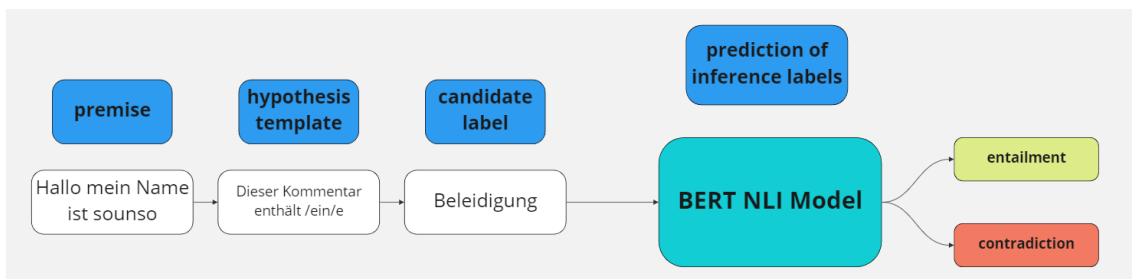 premise
hypothesis
template
candidate
label
prediction of
inference labels
Hallo mein Name
ist sounso
Dieser Kommentar
enthält /ein/e
Beleidigung
BERT NLI Model
entailment
contradiction